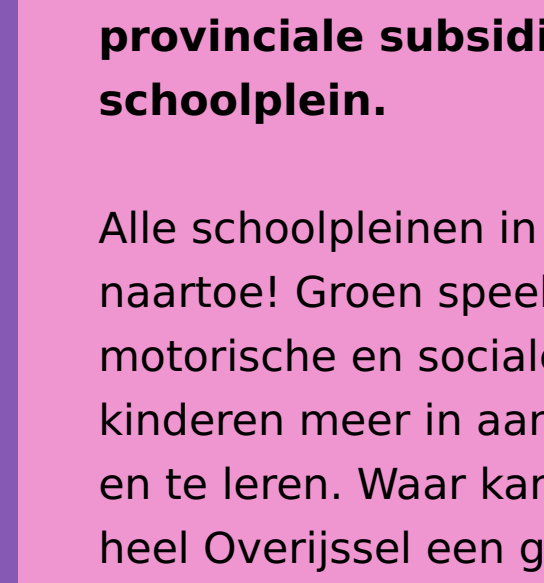 provinciale subsidi
schoolplein.
Alle schoolpleinen in
naartoe! Groen speel
motorische en sociale
kinderen meer in aan
en te leren. Waar kan
heel Overijssel een g